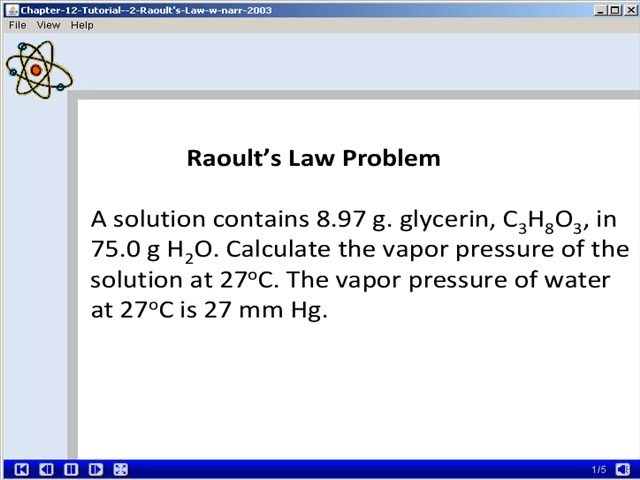 Chapter-12-Tutorial--2-Raoult's-Law-w-narr-2003
File View Help
Raoult’s Law Problem
A solution contains 8.97 g. glycerin, C₃H₈O₃, in
75.0 g H₂O. Calculate the vapor pressure of the
solution at 27ᵒC. The vapor pressure of water
at 27ᵒC is 27 mm Hg.
1/5